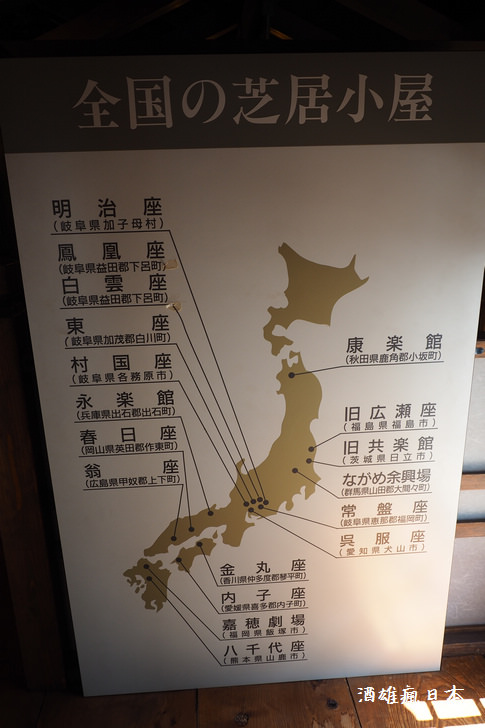 全国の芝居小屋
明治座
(岐阜県加子母村)
鳳凰座
(岐阜県益田郡下呂町)
白雲座
(岐阜県益田郡下呂町)
東座
(岐阜県加茂郡白川町)
村国座
(岐阜県各務原市)
永楽館
(兵庫県出石郡出石町)
春日座
(岡山県英田郡作東町)
翁座
(広島県甲奴郡上下町)
康楽館
(秋田県鹿角郡小坂町)
旧広瀬座
(福島県福島市)
旧共楽館
(茨城県日立市)
ながめ余興場
(群馬県山田郡大間々町)
常盤座
(岐阜県恵那郡福岡町)
呉服座
(愛知県犬山市)
金丸座
(香川県仲多度郡琴平町)
内子座
(愛媛県喜多郡内子町)
嘉穂劇場
(福岡県飯塚市)
八千代座
(熊本県山鹿市)
酒雄瘋日本